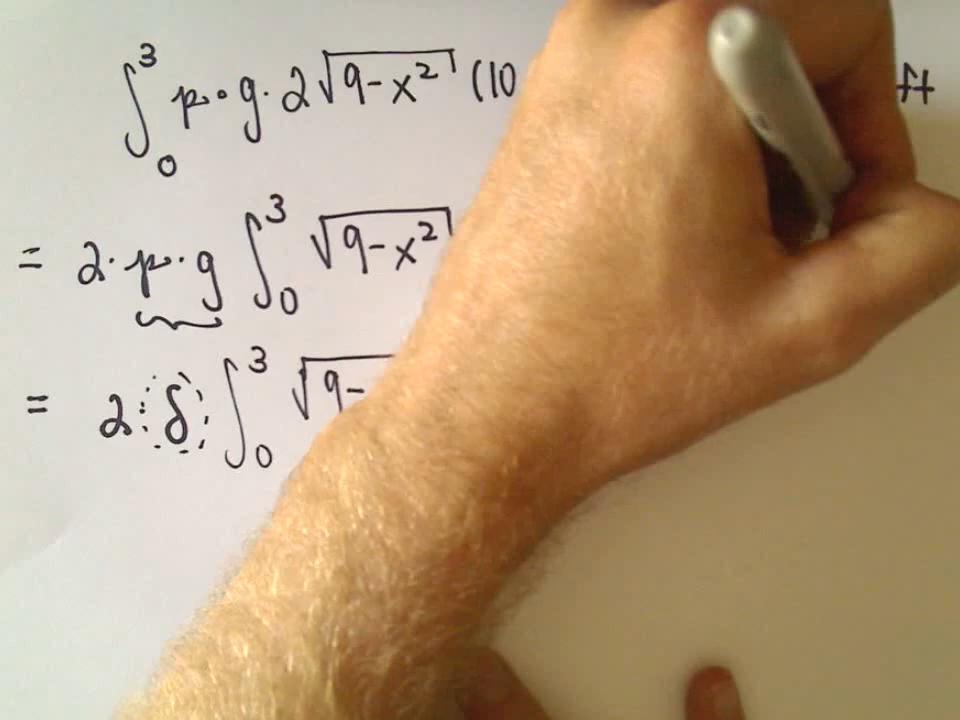 ∫₀³ p·g·2√(9-x²) (10 ft
= 2·p·g ∫₀³ √(9-x²)
= 2·δ ∫₀³ √(9-